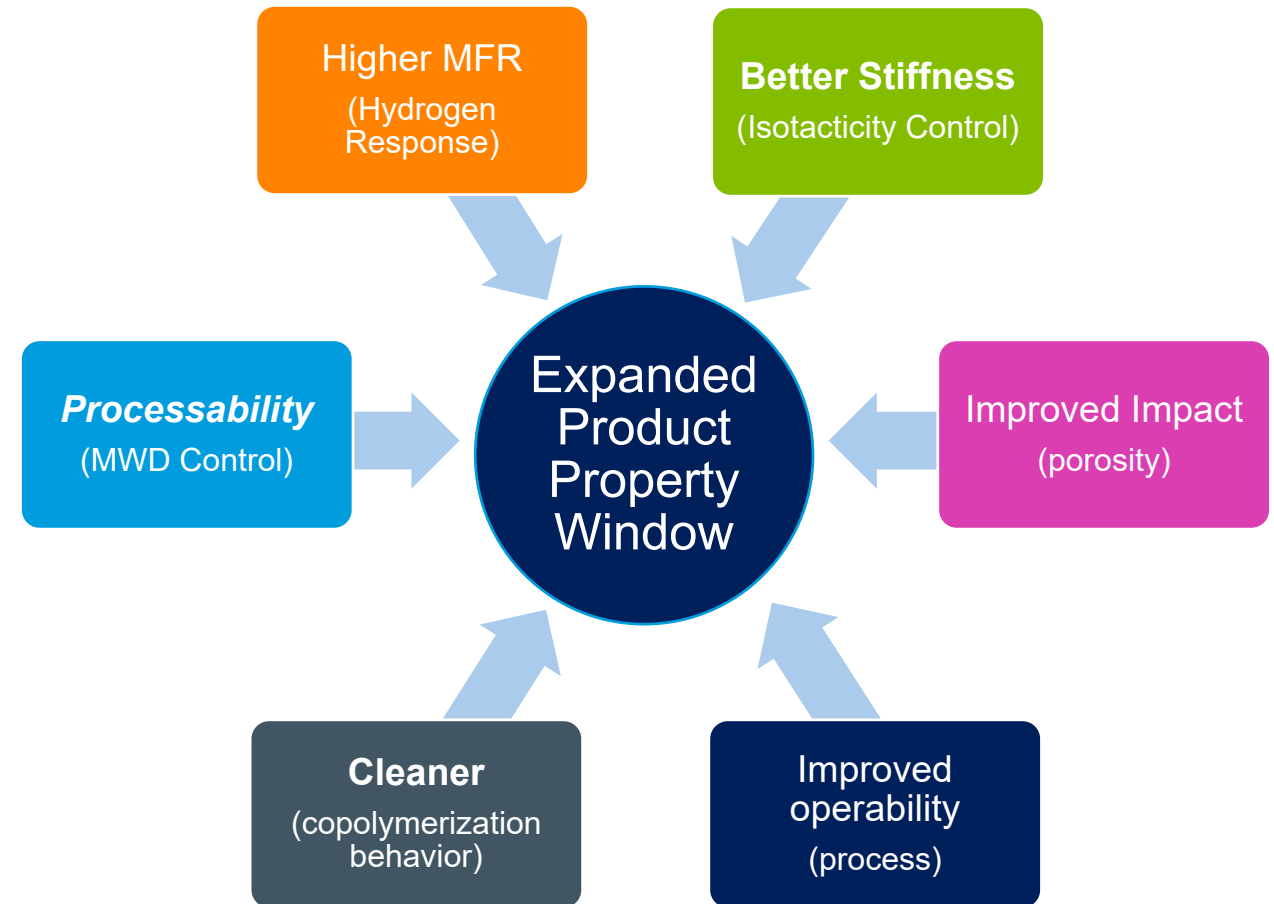 Higher MFR
(Hydrogen
Response)
Better Stiffness
(Isotacticity Control)
Processability
(MWD Control)
Expanded
Product
Property
Window
Improved Impact
(porosity)
Cleaner
(copolymerization
behavior)
Improved
operability
(process)